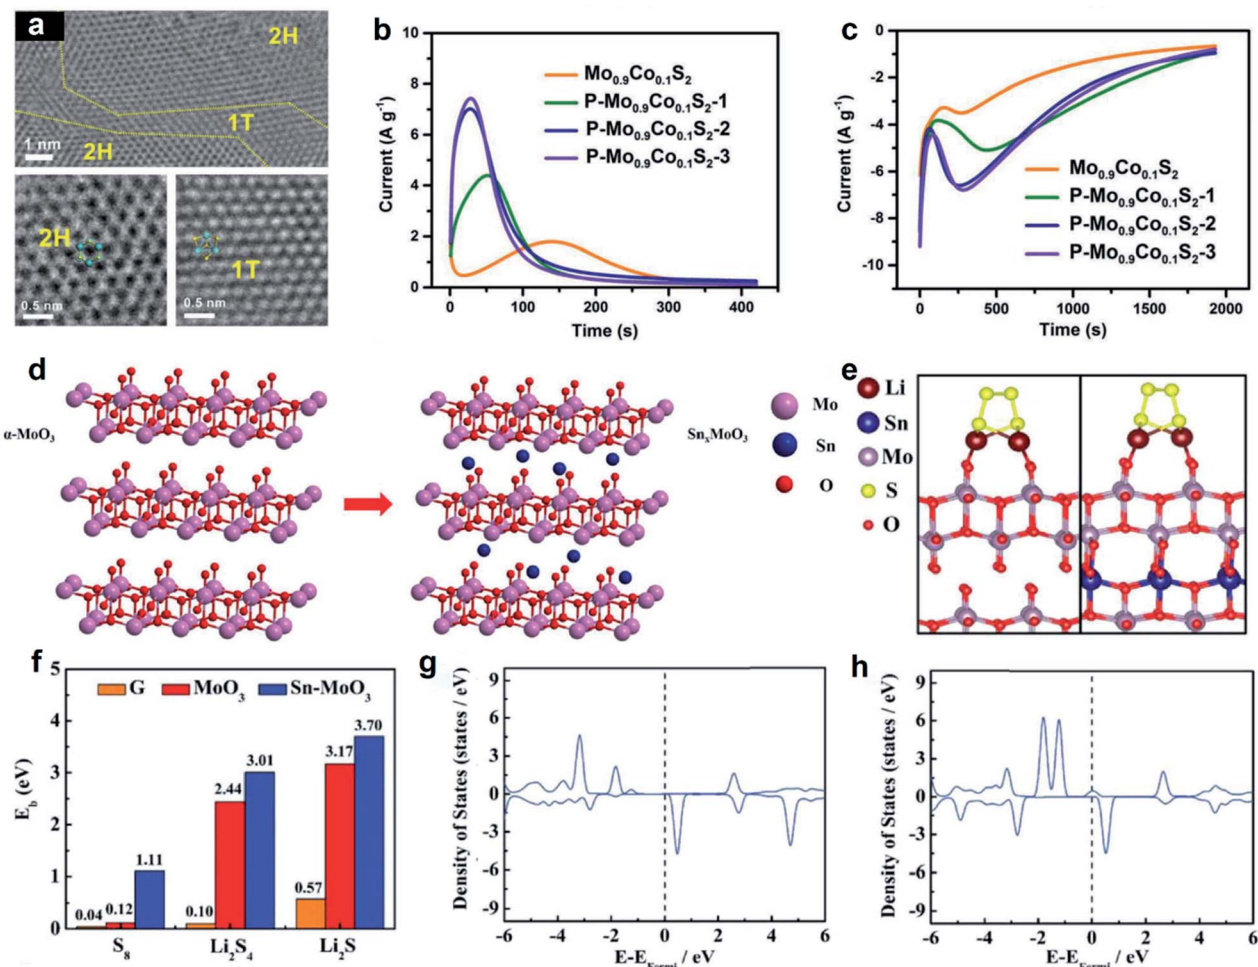 a
2H
1T
2H
1 nm
2H
0.5 nm
1T
0.5 nm
b
Current (A g⁻¹)
10
8
6
4
2
0
Mo₀.₉Co₀.₁S₂
P-Mo₀.₉Co₀.₁S₂-1
P-Mo₀.₉Co₀.₁S₂-2
P-Mo₀.₉Co₀.₁S₂-3
0 100 200 300 400
Time (s)
c
Current (A g⁻¹)
0
-2
-4
-6
-8
-10
Mo₀.₉Co₀.₁S₂
P-Mo₀.₉Co₀.₁S₂-1
P-Mo₀.₉Co₀.₁S₂-2
P-Mo₀.₉Co₀.₁S₂-3
0 500 1000 1500 2000
Time (s)
d
α-MoO₃
SnₓMoO₃
Mo
Sn
O
e
Li
Sn
Mo
S
O
f
E_b (eV)
5
4
3
2
1
0
G MoO₃ Sn-MoO₃
0.04 0.12 1.11
0.10 2.44 3.01
0.57 3.17 3.70
S₈ Li₂S₄ Li₂S
g
Density of States (states / eV)
9
6
3
0
-3
-6
-9
-6 -4 -2 0 2 4 6
E-E_Fermi / eV
h
Density of States (states / eV)
9
6
3
0
-3
-6
-9
-6 -4 -2 0 2 4 6
E-E_Fermi / eV